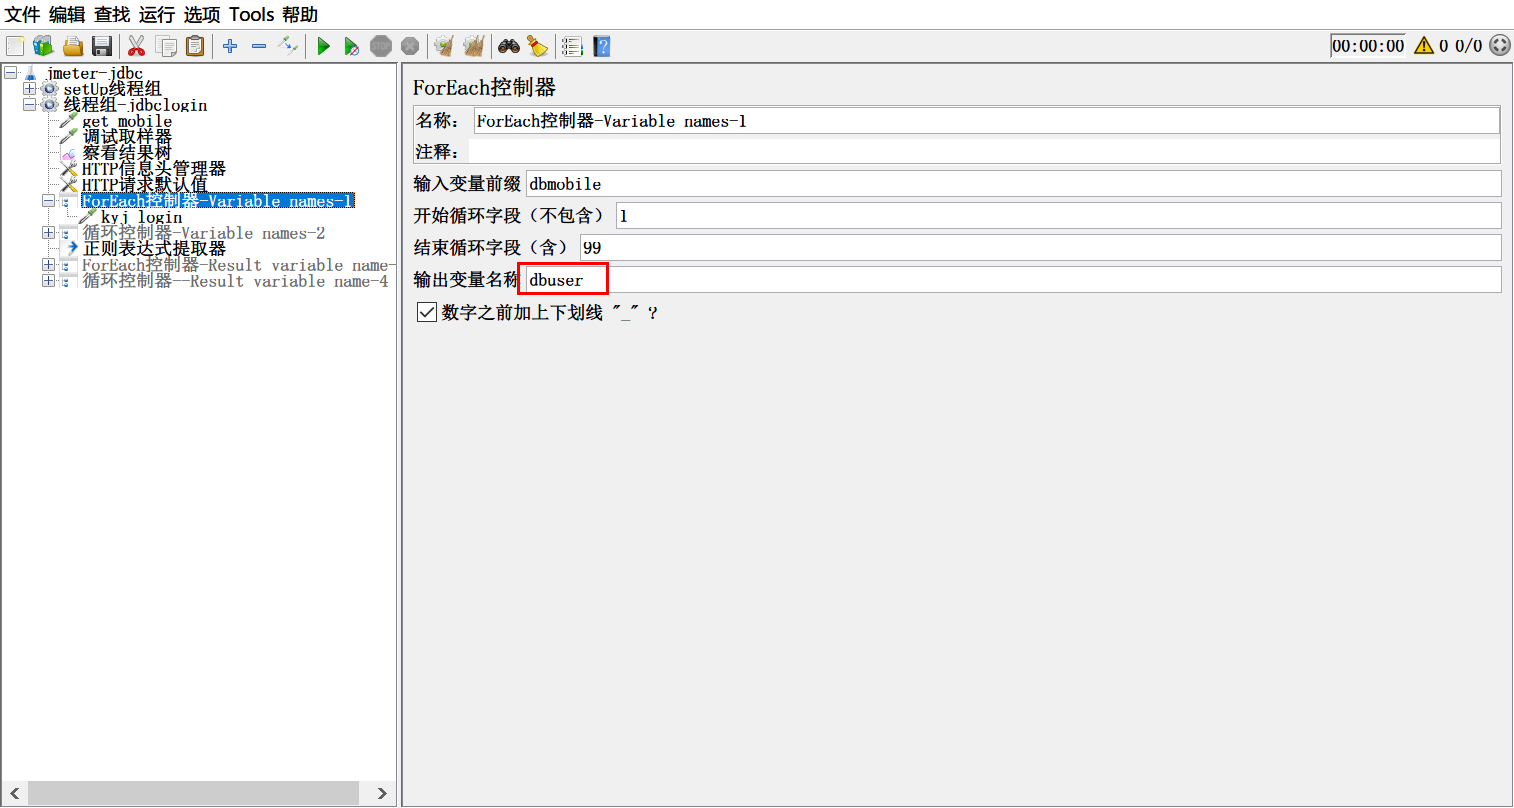 文件 编辑 查找 运行 选项 Tools 帮助
STOP
00:00:00 0 0/0
jmeter-jdbc
setUp线程组
线程组-jdbclogin
get mobile
调试取样器
察看结果树
HTTP信息头管理器
HTTP请求默认值
ForEach控制器-Variable names-1
kyj login
循环控制器-Variable names-2
正则表达式提取器
ForEach控制器-Result variable name-
循环控制器--Result variable name-4
ForEach控制器
名称： ForEach控制器-Variable names-1
注释：
输入变量前缀 dbmobile
开始循环字段（不包含） 1
结束循环字段（含） 99
输出变量名称 dbuser
数字之前加上下划线 "_" ?